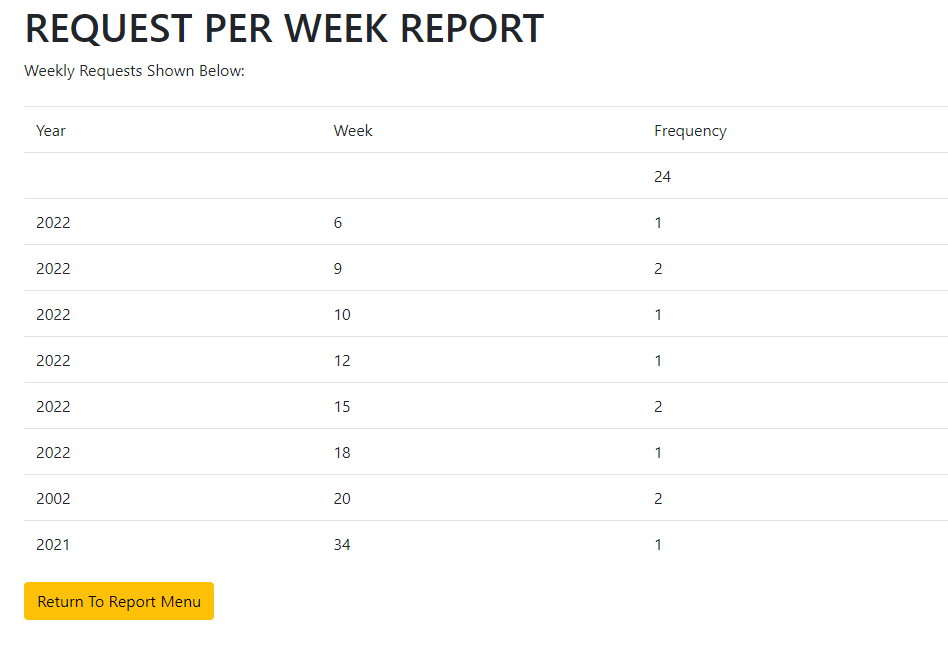 REQUEST PER WEEK REPORT
Weekly Requests Shown Below:
Year Week Frequency
24
2022 6 1
2022 9 2
2022 10 1
2022 12 1
2022 15 2
2022 18 1
2002 20 2
2021 34 1
Return To Report Menu